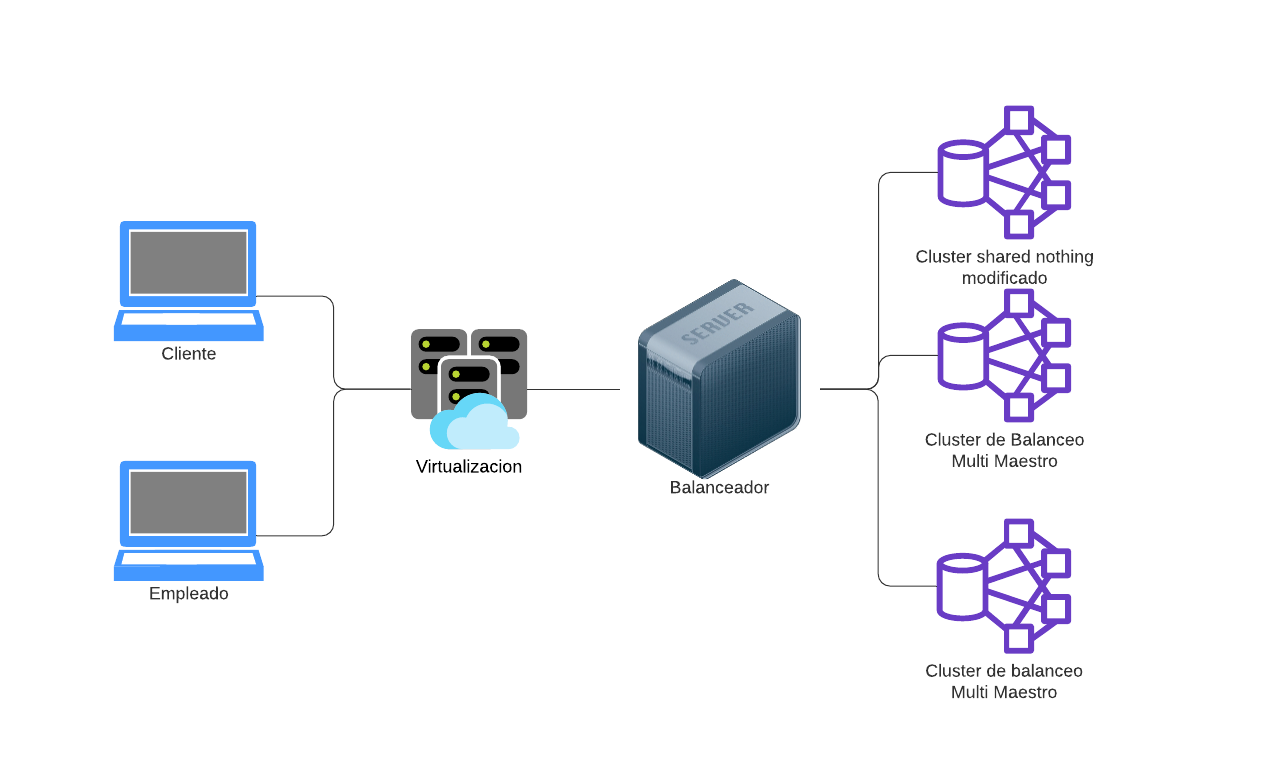 Cliente
Empleado
Virtualizacion
SERVER
Balanceador
Cluster shared nothing
modificado
Cluster de Balanceo
Multi Maestro
Cluster de balanceo
Multi Maestro